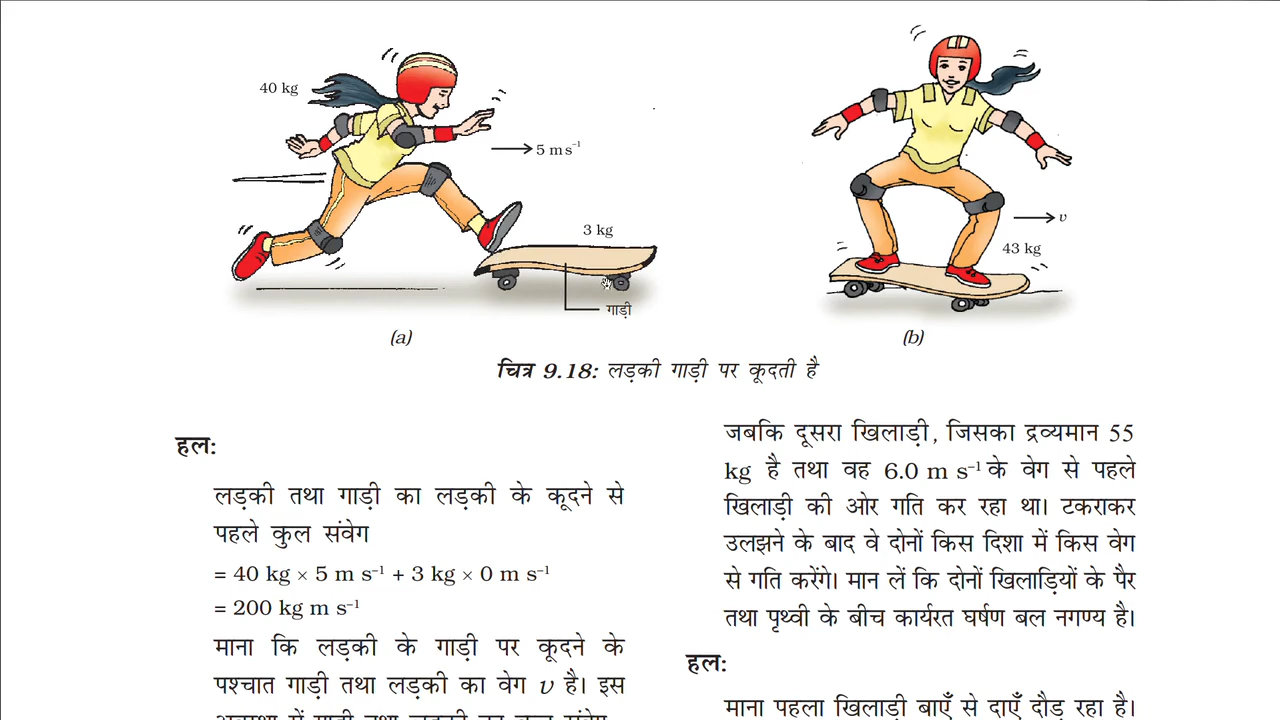 40 kg
5 m s⁻¹
3 kg
गाड़ी
(a)
v
43 kg
(b)
चित्र 9.18: लड़की गाड़ी पर कूदती है
हल:
लड़की तथा गाड़ी का लड़की के कूदने से
पहले कुल संवेग
= 40 kg × 5 m s⁻¹ + 3 kg × 0 m s⁻¹
= 200 kg m s⁻¹
माना कि लड़की के गाड़ी पर कूदने के
पश्चात गाड़ी तथा लड़की का वेग v है। इस
जबकि दूसरा खिलाड़ी, जिसका द्रव्यमान 55
kg है तथा वह 6.0 m s⁻¹ के वेग से पहले
खिलाड़ी की ओर गति कर रहा था। टकराकर
उलझने के बाद वे दोनों किस दिशा में किस वेग
से गति करेंगे। मान लें कि दोनों खिलाड़ियों के पैर
तथा पृथ्वी के बीच कार्यरत घर्षण बल नगण्य है।
हल:
माना पहला खिलाड़ी बाएँ से दाएँ दौड़ रहा है।